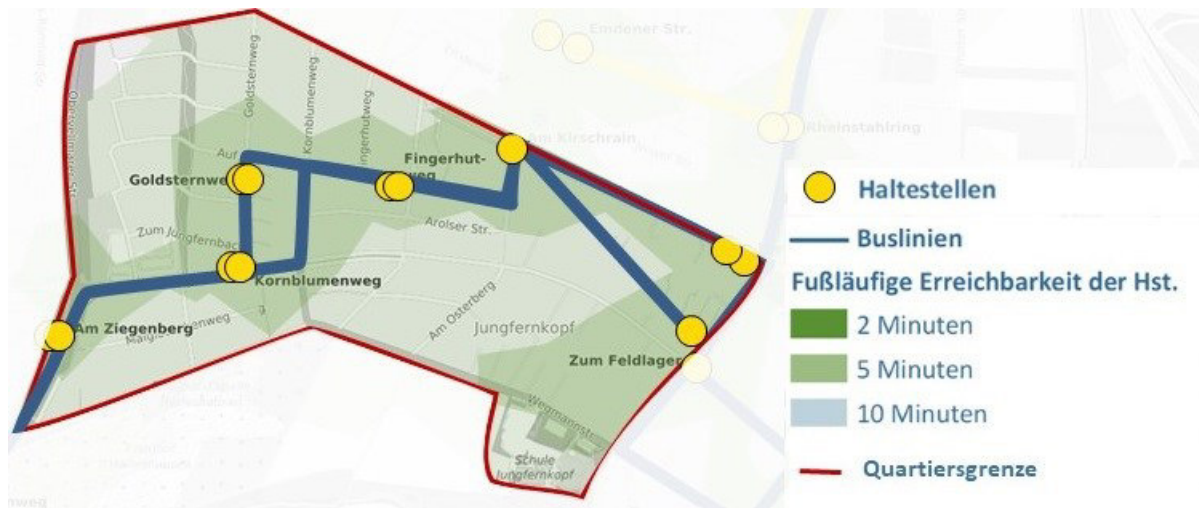 Emdener Str.
Goldsternweg
Kornblumenweg
Am Kirschrain
Rheinstahlring
Auf
Fingerhut-
weg
Goldsternweg
Haltestellen
Arolser Str.
Zum Jungfernbach
Buslinien
Kornblumenweg
Fußläufige Erreichbarkeit der Hst.
Am Osterberg
Am Ziegenberg
Jungfernkopf
2 Minuten
Zum Feldlager
5 Minuten
Wegmannstr.
10 Minuten
Schule
Jungfernkopf
Quartiersgrenze